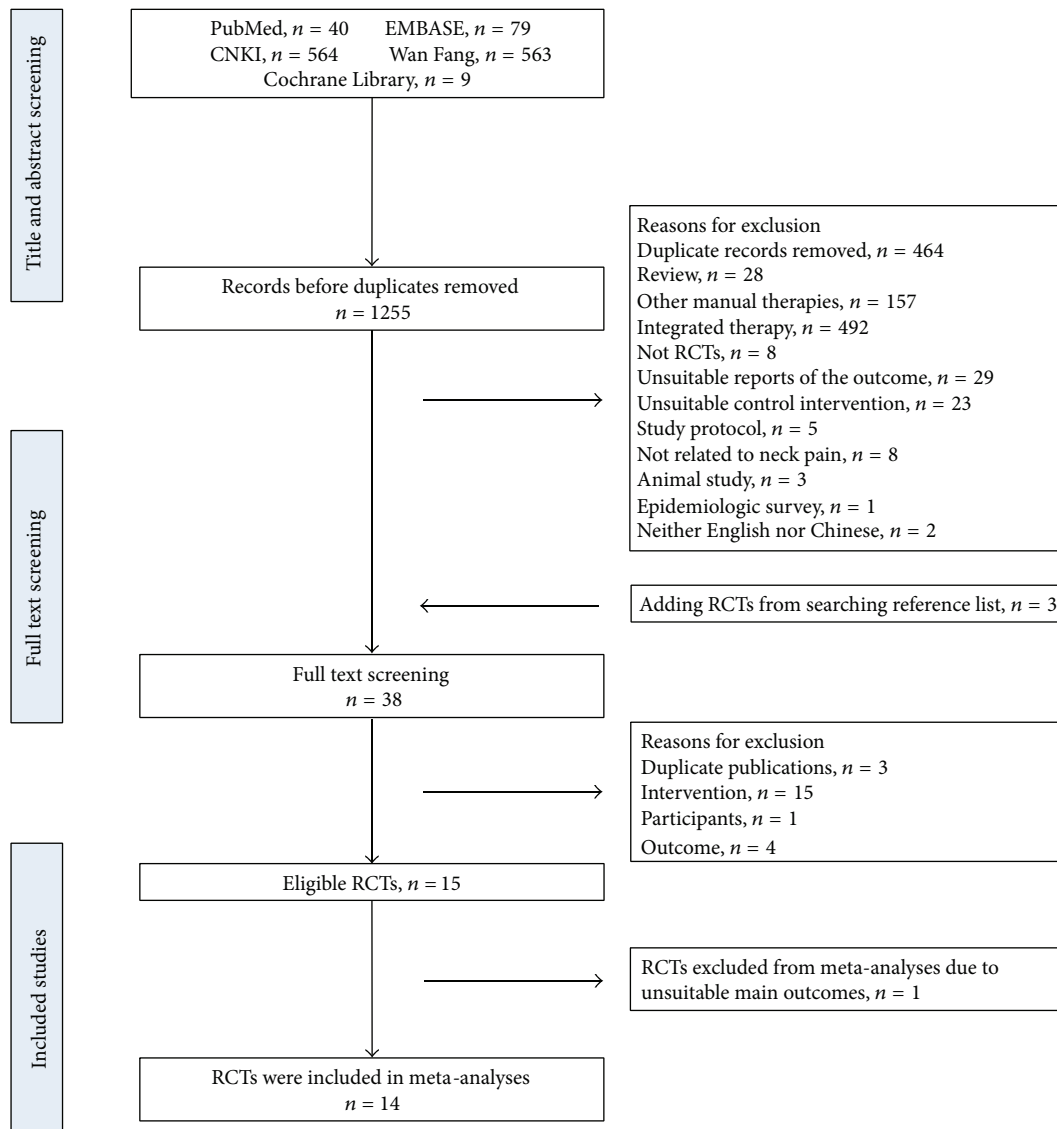 Title and abstract screening
PubMed, n = 40 EMBASE, n = 79
CNKI, n = 564 Wan Fang, n = 563
Cochrane Library, n = 9
Records before duplicates removed
n = 1255
Reasons for exclusion
Duplicate records removed, n = 464
Review, n = 28
Other manual therapies, n = 157
Integrated therapy, n = 492
Not RCTs, n = 8
Unsuitable reports of the outcome, n = 29
Unsuitable control intervention, n = 23
Study protocol, n = 5
Not related to neck pain, n = 8
Animal study, n = 3
Epidemiologic survey, n = 1
Neither English nor Chinese, n = 2
Full text screening
Adding RCTs from searching reference list, n = 3
Full text screening
n = 38
Reasons for exclusion
Duplicate publications, n = 3
Intervention, n = 15
Participants, n = 1
Outcome, n = 4
Included studies
Eligible RCTs, n = 15
RCTs excluded from meta-analyses due to
unsuitable main outcomes, n = 1
RCTs were included in meta-analyses
n = 14